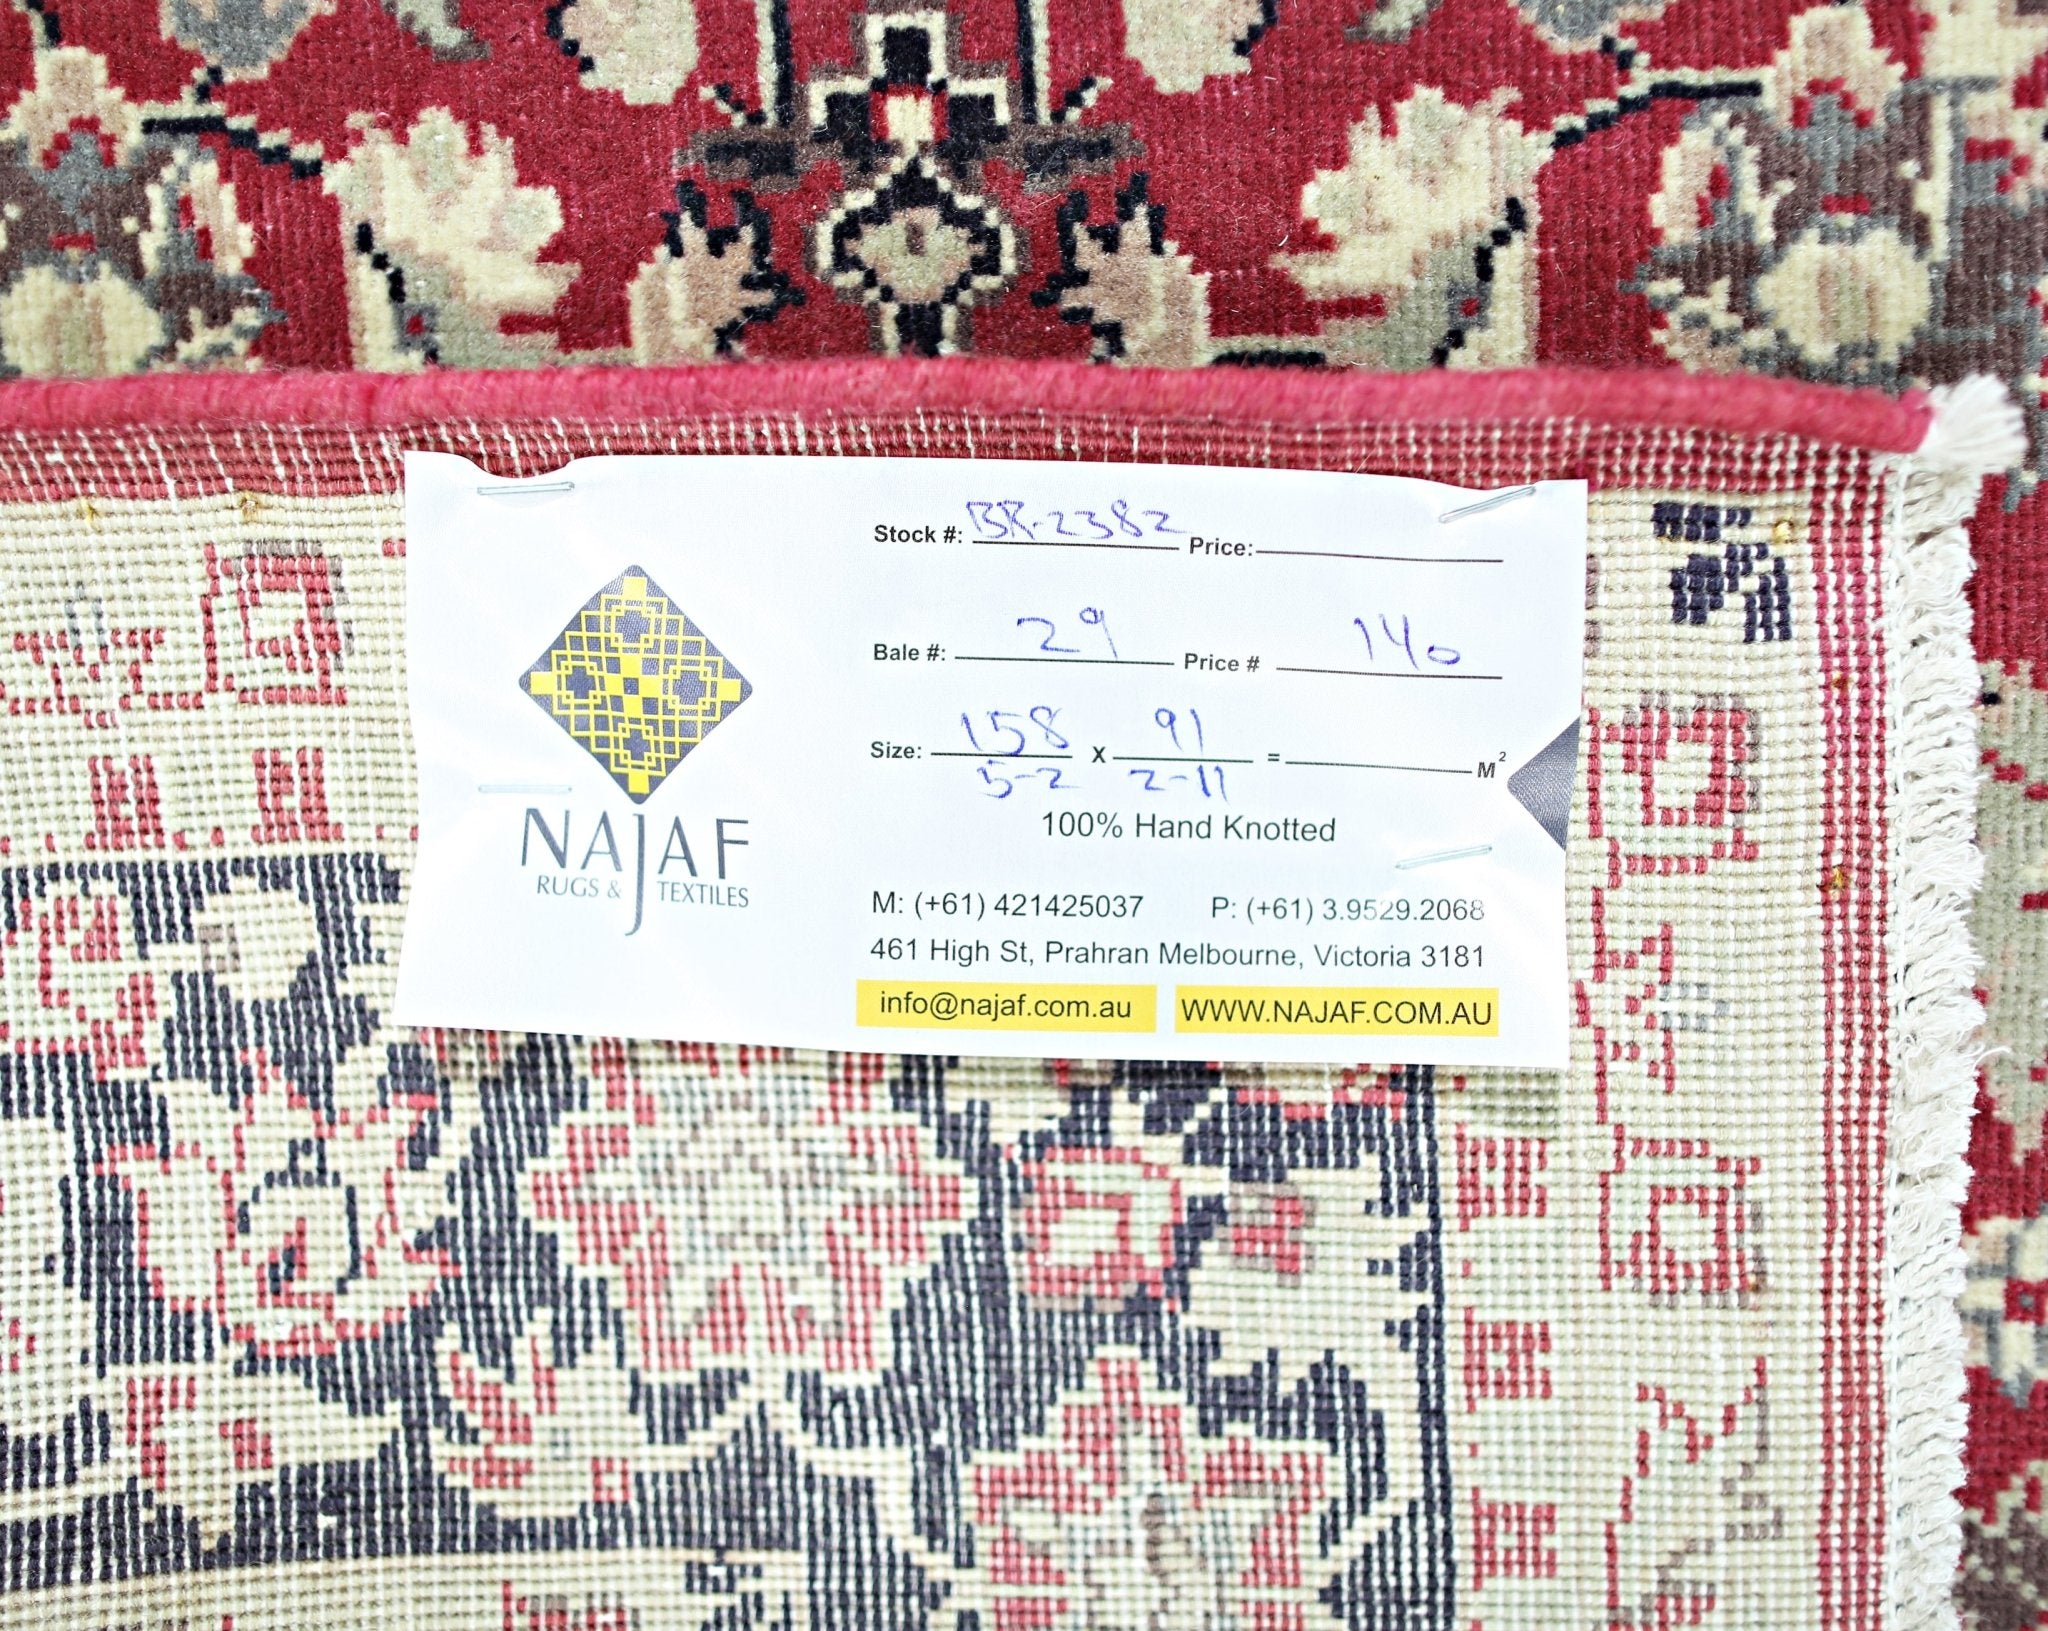 NAJAF
RUGS & TEXTILES
Stock #: BR-2382 Price:
Bale #: 29 Price # 140
Size: 158 x 91 = M²
5-2 2-11
100% Hand Knotted
M: (+61) 421425037 P: (+61) 3.9529.2068
461 High St, Prahran Melbourne, Victoria 3181
info@najaf.com.au WWW.NAJAF.COM.AU